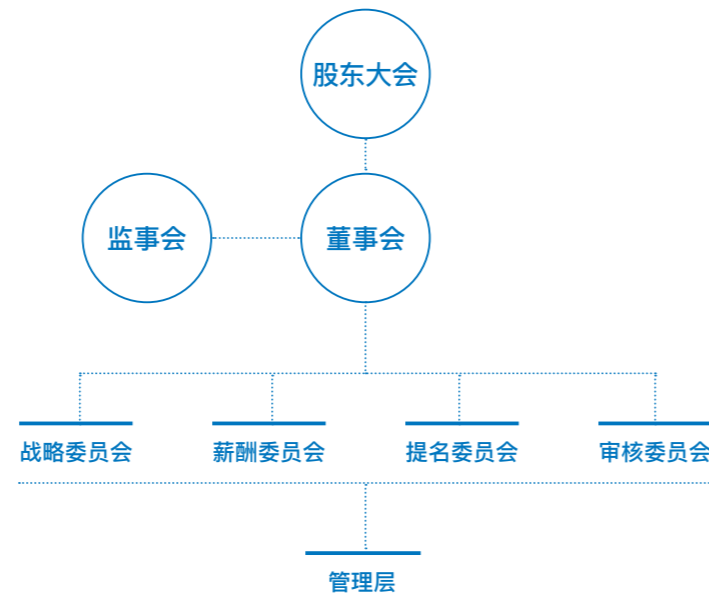 股东大会
监事会
董事会
战略委员会
薪酬委员会
提名委员会
审核委员会
管理层